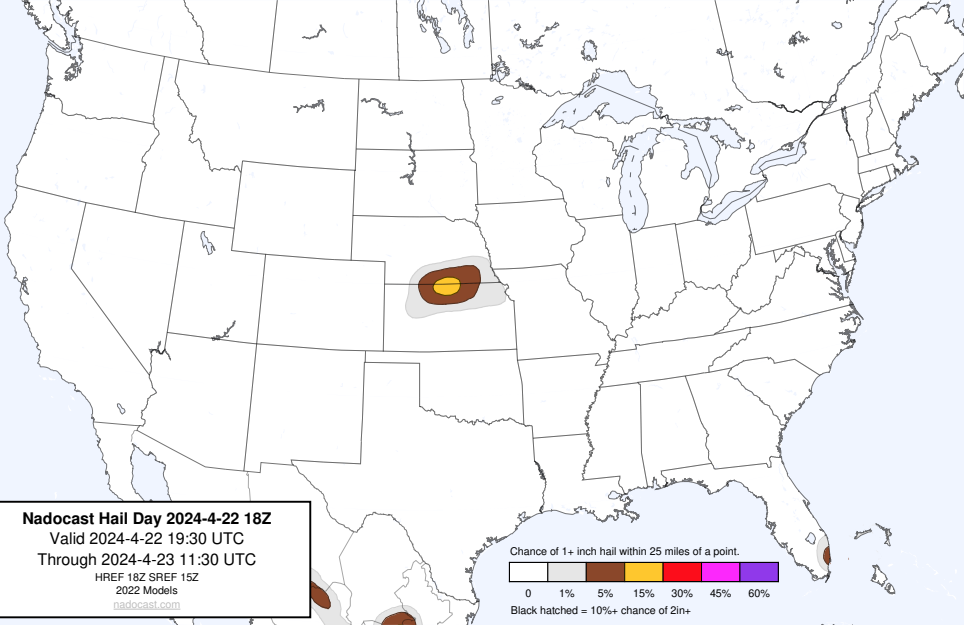 Nadocast Hail Day 2024-4-22 18Z
Valid 2024-4-22 19:30 UTC
Through 2024-4-23 11:30 UTC
HREF 18Z SREF 15Z
2022 Models
nadocast.com
Chance of 1+ inch hail within 25 miles of a point.
0 1% 5% 15% 30% 45% 60%
Black hatched = 10%+ chance of 2in+